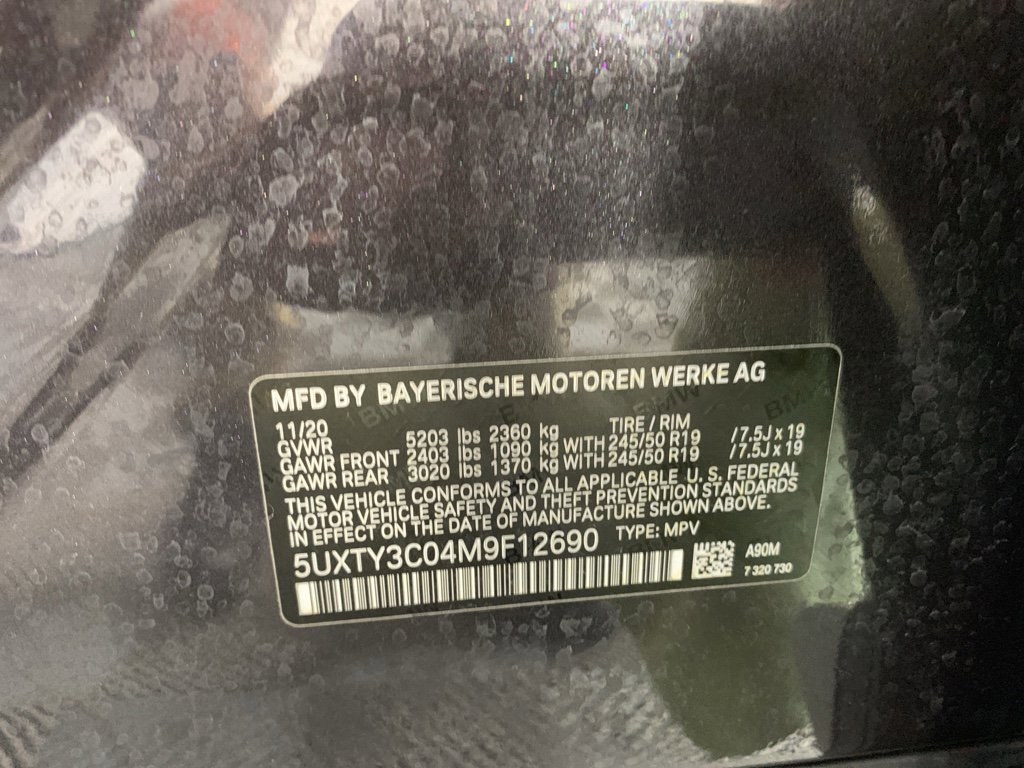 MFD BY BAYERISCHE MOTOREN WERKE AG
11/20 TIRE / RIM
GVWR 5203 lbs 2360 kg
GAWR FRONT 2403 lbs 1090 kg WITH 245/50 R19 /7.5J x 19
GAWR REAR 3020 lbs 1370 kg WITH 245/50 R19 /7.5J x 19
THIS VEHICLE CONFORMS TO ALL APPLICABLE U. S. FEDERAL
MOTOR VEHICLE SAFETY AND THEFT PREVENTION STANDARDS
IN EFFECT ON THE DATE OF MANUFACTURE SHOWN ABOVE.
5UXTY3C04M9F12690 TYPE: MPV
A90M
7 320 730